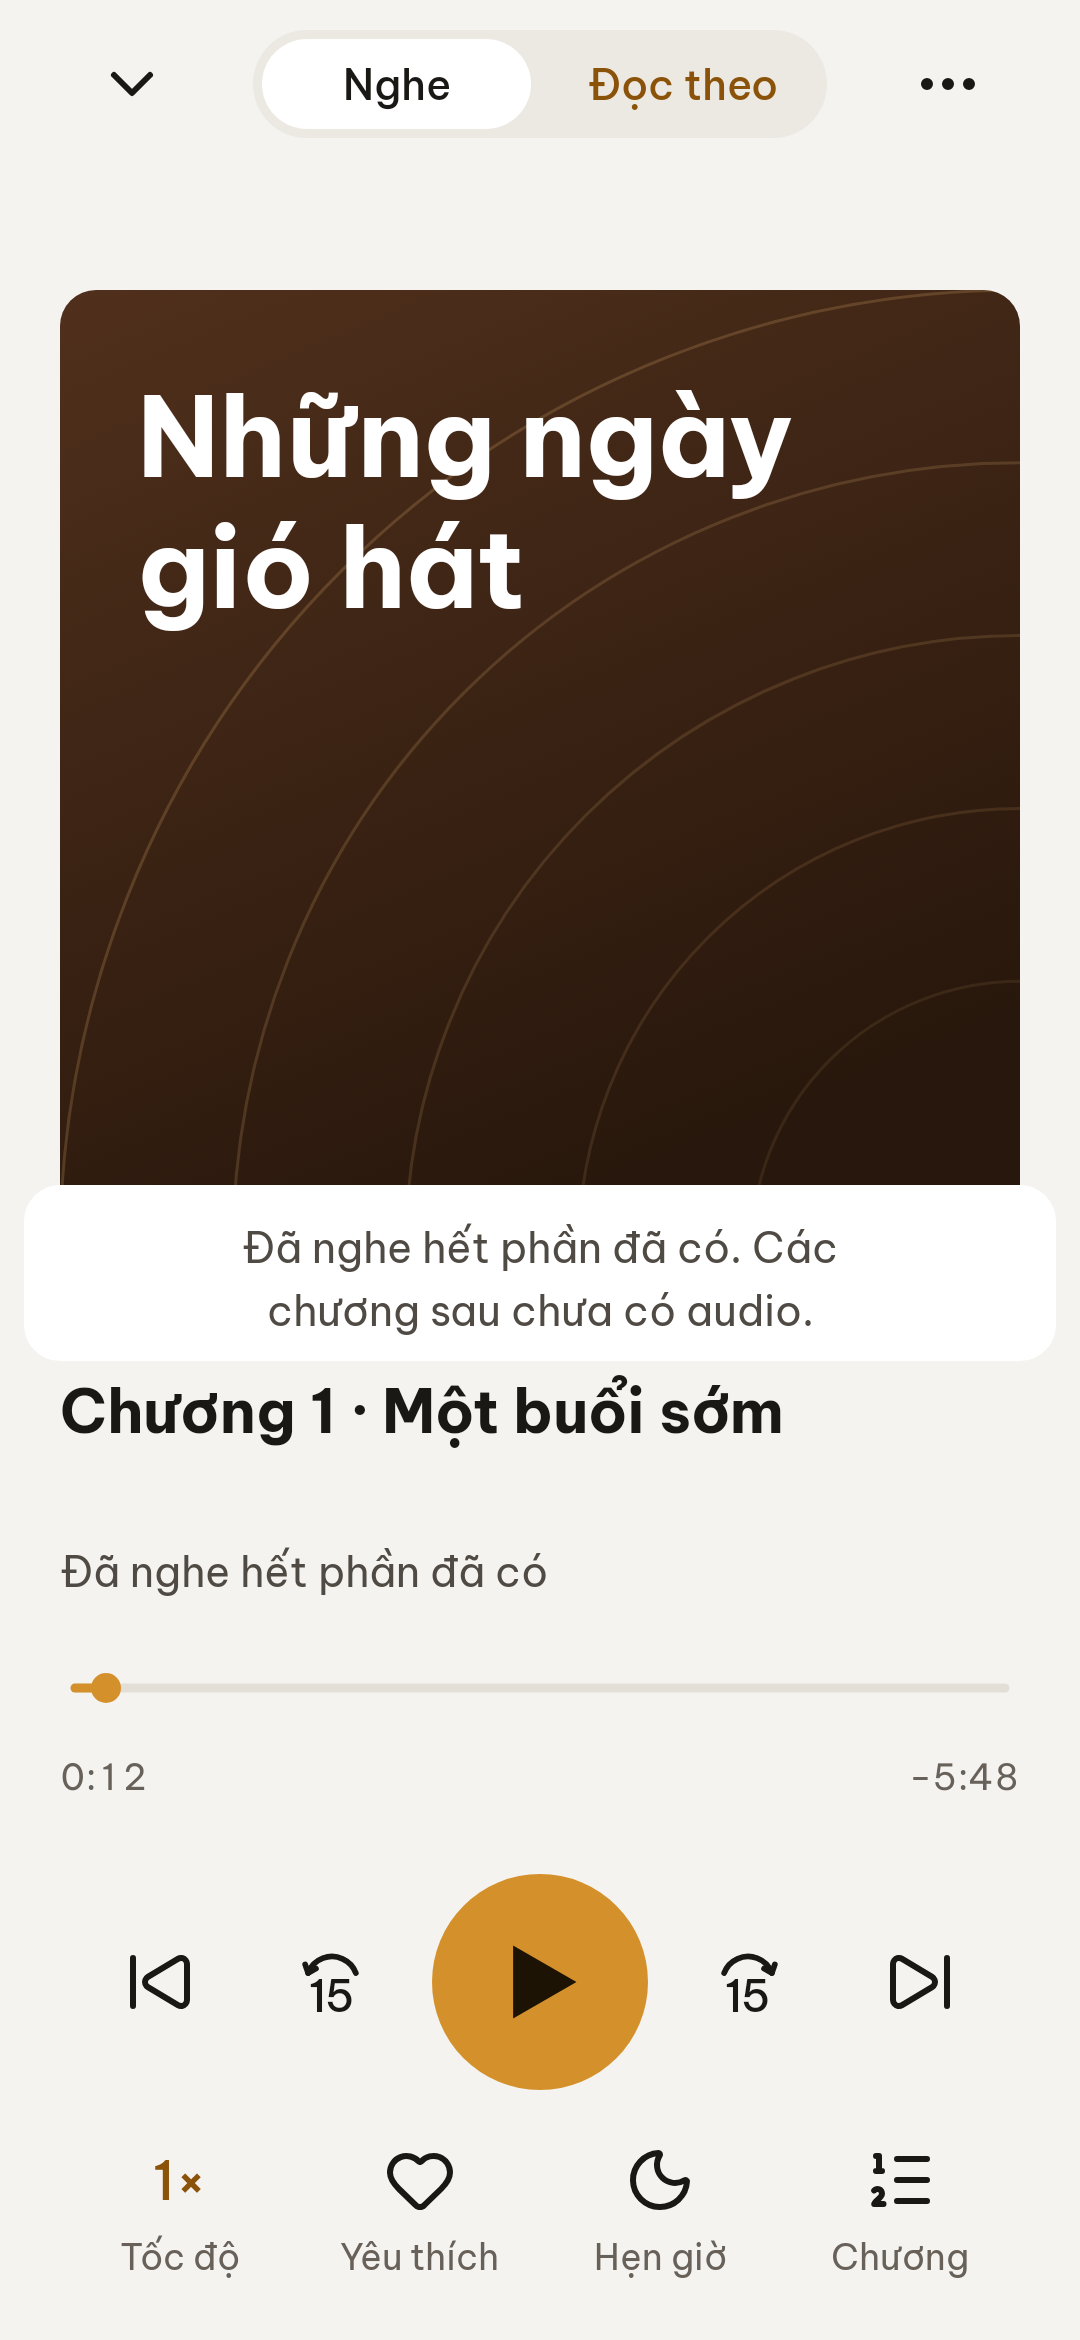 Nghe
Đọc theo
Những ngày
gió hát
Đã nghe hết phần đã có. Các
chương sau chưa có audio.
Chương 1 · Một buổi sớm
Đã nghe hết phần đã có
0:12
−5:48
15
15
1×
Tốc độ
Yêu thích
Hẹn giờ
Chương